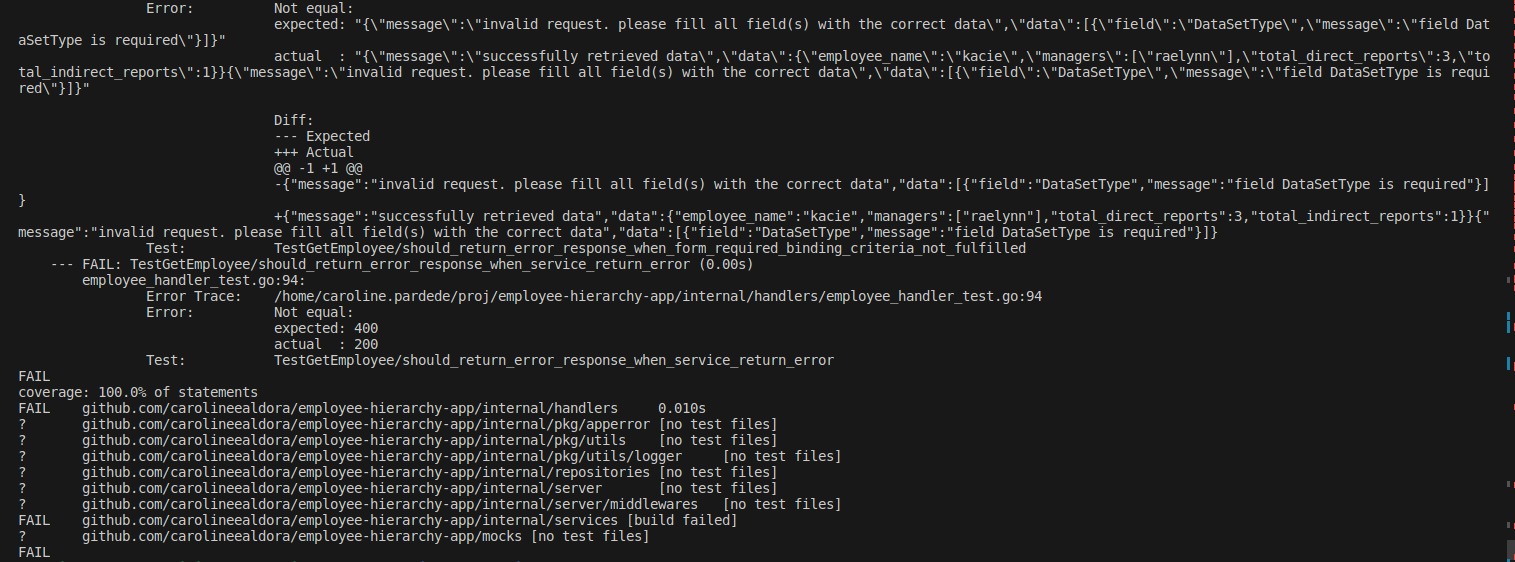 Error: Not equal:
expected: "{\"message\":\"invalid request. please fill all field(s) with the correct data\",\"data\":[{\"field\":\"DataSetType\",\"message\":\"field Dat
aSetType is required\"}]}"
actual  : "{\"message\":\"successfully retrieved data\",\"data\":{\"employee_name\":\"kacie\",\"managers\":[\"raelynn\"],\"total_direct_reports\":3,\"to
tal_indirect_reports\":1}}{\"message\":\"invalid request. please fill all field(s) with the correct data\",\"data\":[{\"field\":\"DataSetType\",\"message\":\"field DataSetType is requi
red\"}]}"
Diff:
--- Expected
+++ Actual
@@ -1 +1 @@
-{"message":"invalid request. please fill all field(s) with the correct data","data":[{"field":"DataSetType","message":"field DataSetType is required"}]
}
+{"message":"successfully retrieved data","data":{"employee_name":"kacie","managers":["raelynn"],"total_direct_reports":3,"total_indirect_reports":1}}{"
message":"invalid request. please fill all field(s) with the correct data","data":[{"field":"DataSetType","message":"field DataSetType is required"}]}
Test: TestGetEmployee/should_return_error_response_when_form_required_binding_criteria_not_fulfilled
--- FAIL: TestGetEmployee/should_return_error_response_when_service_return_error (0.00s)
employee_handler_test.go:94:
Error Trace: /home/caroline.pardede/proj/employee-hierarchy-app/internal/handlers/employee_handler_test.go:94
Error: Not equal:
expected: 400
actual  : 200
Test: TestGetEmployee/should_return_error_response_when_service_return_error
FAIL
coverage: 100.0% of statements
FAIL github.com/carolineealdora/employee-hierarchy-app/internal/handlers 0.010s
? github.com/carolineealdora/employee-hierarchy-app/internal/pkg/apperror [no test files]
? github.com/carolineealdora/employee-hierarchy-app/internal/pkg/utils [no test files]
? github.com/carolineealdora/employee-hierarchy-app/internal/pkg/utils/logger [no test files]
? github.com/carolineealdora/employee-hierarchy-app/internal/repositories [no test files]
? github.com/carolineealdora/employee-hierarchy-app/internal/server [no test files]
? github.com/carolineealdora/employee-hierarchy-app/internal/server/middlewares [no test files]
FAIL github.com/carolineealdora/employee-hierarchy-app/internal/services [build failed]
? github.com/carolineealdora/employee-hierarchy-app/mocks [no test files]
FAIL